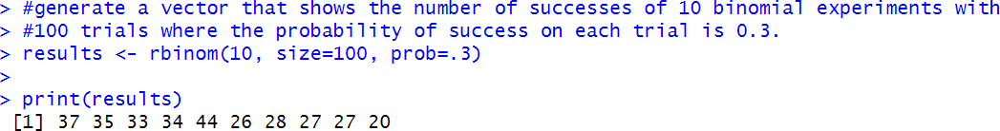 > #generate a vector that shows the number of successes of 10 binomial experiments with
> #100 trials where the probability of success on each trial is 0.3.
> results <- rbinom(10, size=100, prob=.3)
>
> print(results)
[1] 37 35 33 34 44 26 28 27 27 20